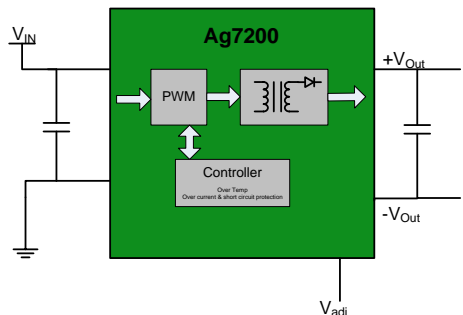 Ag7200
VIN
+VOut
PWM
Controller
Over Temp
Over current & short circuit protection
-VOut
Vadj